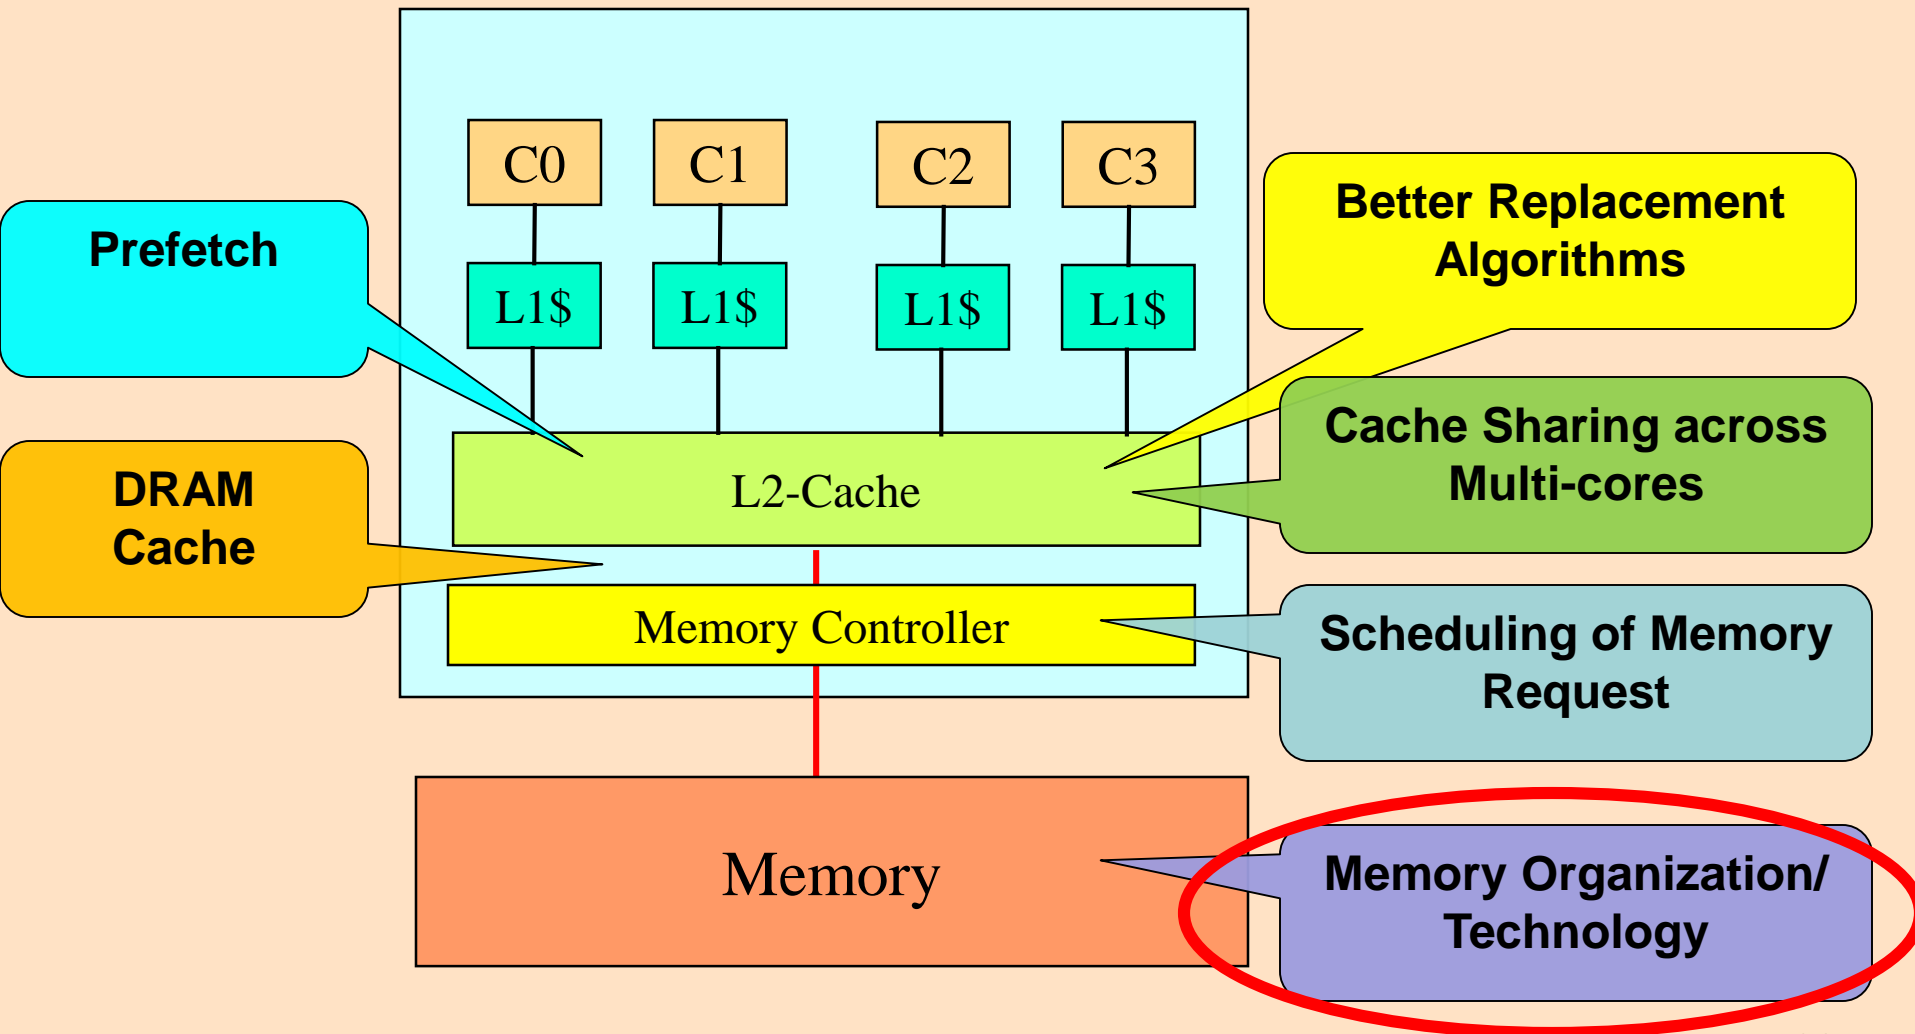 C0
C1
C2
C3
L1$
L1$
L1$
L1$
L2-Cache
Memory Controller
Memory
Prefetch
DRAM
Cache
Better Replacement
Algorithms
Cache Sharing across
Multi-cores
Scheduling of Memory
Request
Memory Organization/
Technology